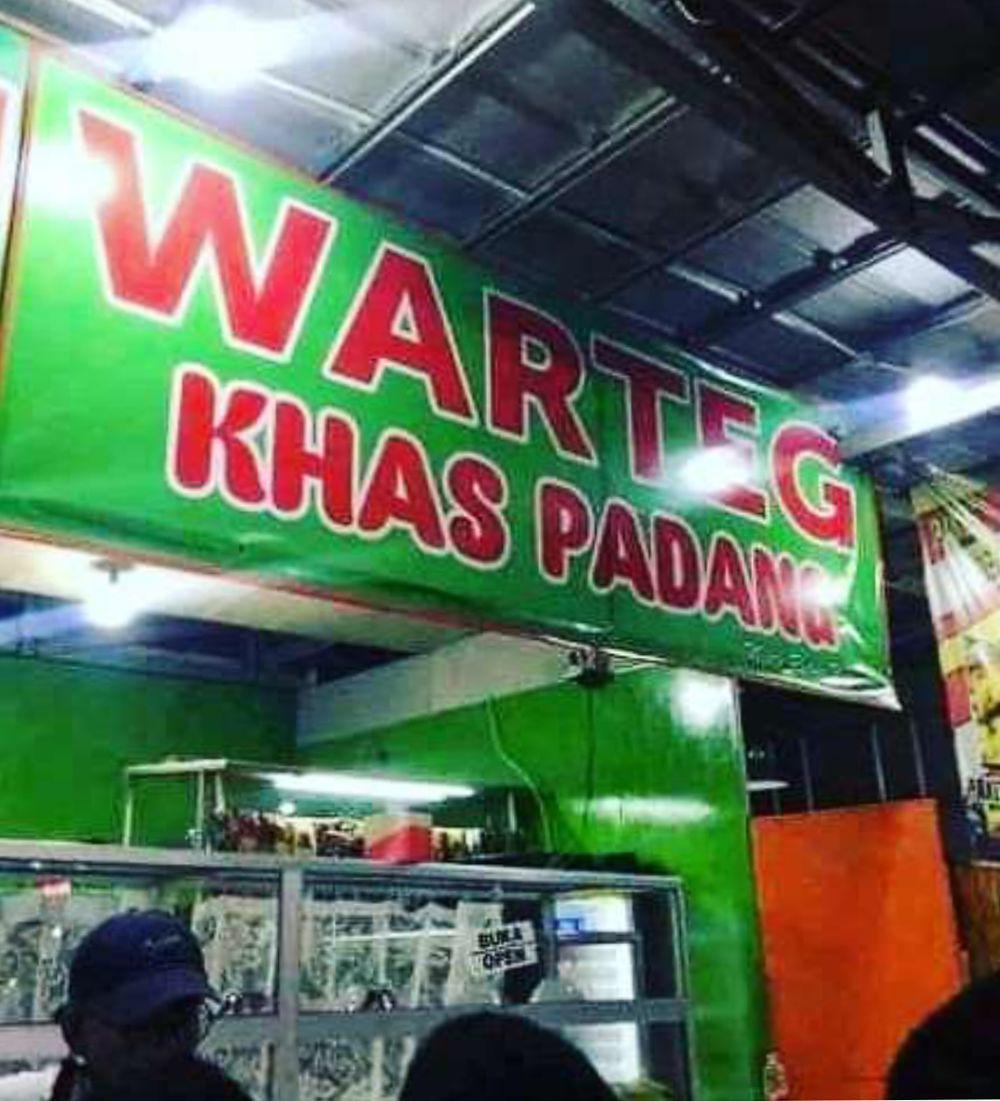 WARTEG
KHAS PADANG
BUKA
OPEN